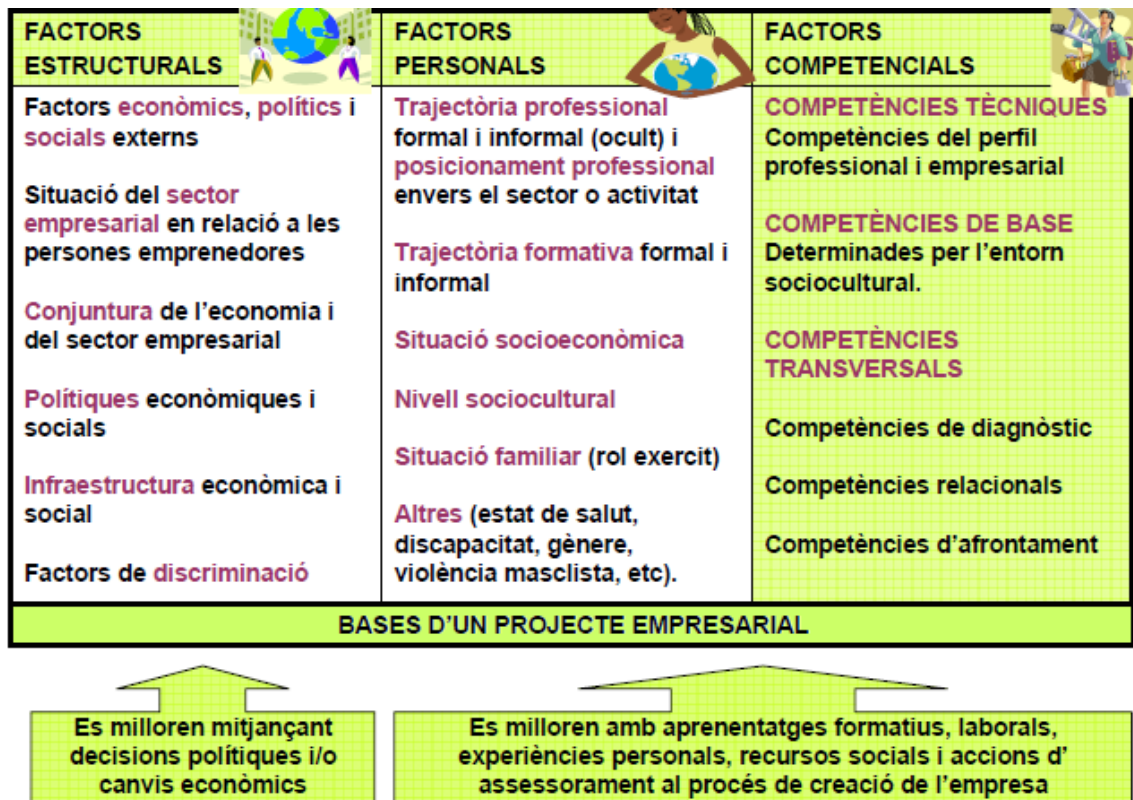 FACTORS
ESTRUCTURALS
Factors econòmics, polítics i
socials externs
Situació del sector
empresarial en relació a les
persones emprenedores
Conjuntura de l'economia i
del sector empresarial
Polítiques econòmiques i
socials
Infraestructura econòmica i
social
Factors de discriminació
FACTORS
PERSONALS
Trajectòria professional
formal i informal (ocult) i
posicionament professional
envers el sector o activitat
Trajectòria formativa formal i
informal
Situació socioeconòmica
Nivell sociocultural
Situació familiar (rol exercit)
Altres (estat de salut,
discapacitat, gènere,
violència masclista, etc).
FACTORS
COMPETENCIALS
COMPETÈNCIES TÈCNIQUES
Competències del perfil
professional i empresarial
COMPETÈNCIES DE BASE
Determinades per l'entorn
sociocultural.
COMPETÈNCIES
TRANSVERSALS
Competències de diagnòstic
Competències relacionals
Competències d'afrontament
BASES D'UN PROJECTE EMPRESARIAL
Es milloren mitjançant
decisions polítiques i/o
canvis econòmics
Es milloren amb aprenentatges formatius, laborals,
experiències personals, recursos socials i accions d'
assessorament al procés de creació de l'empresa